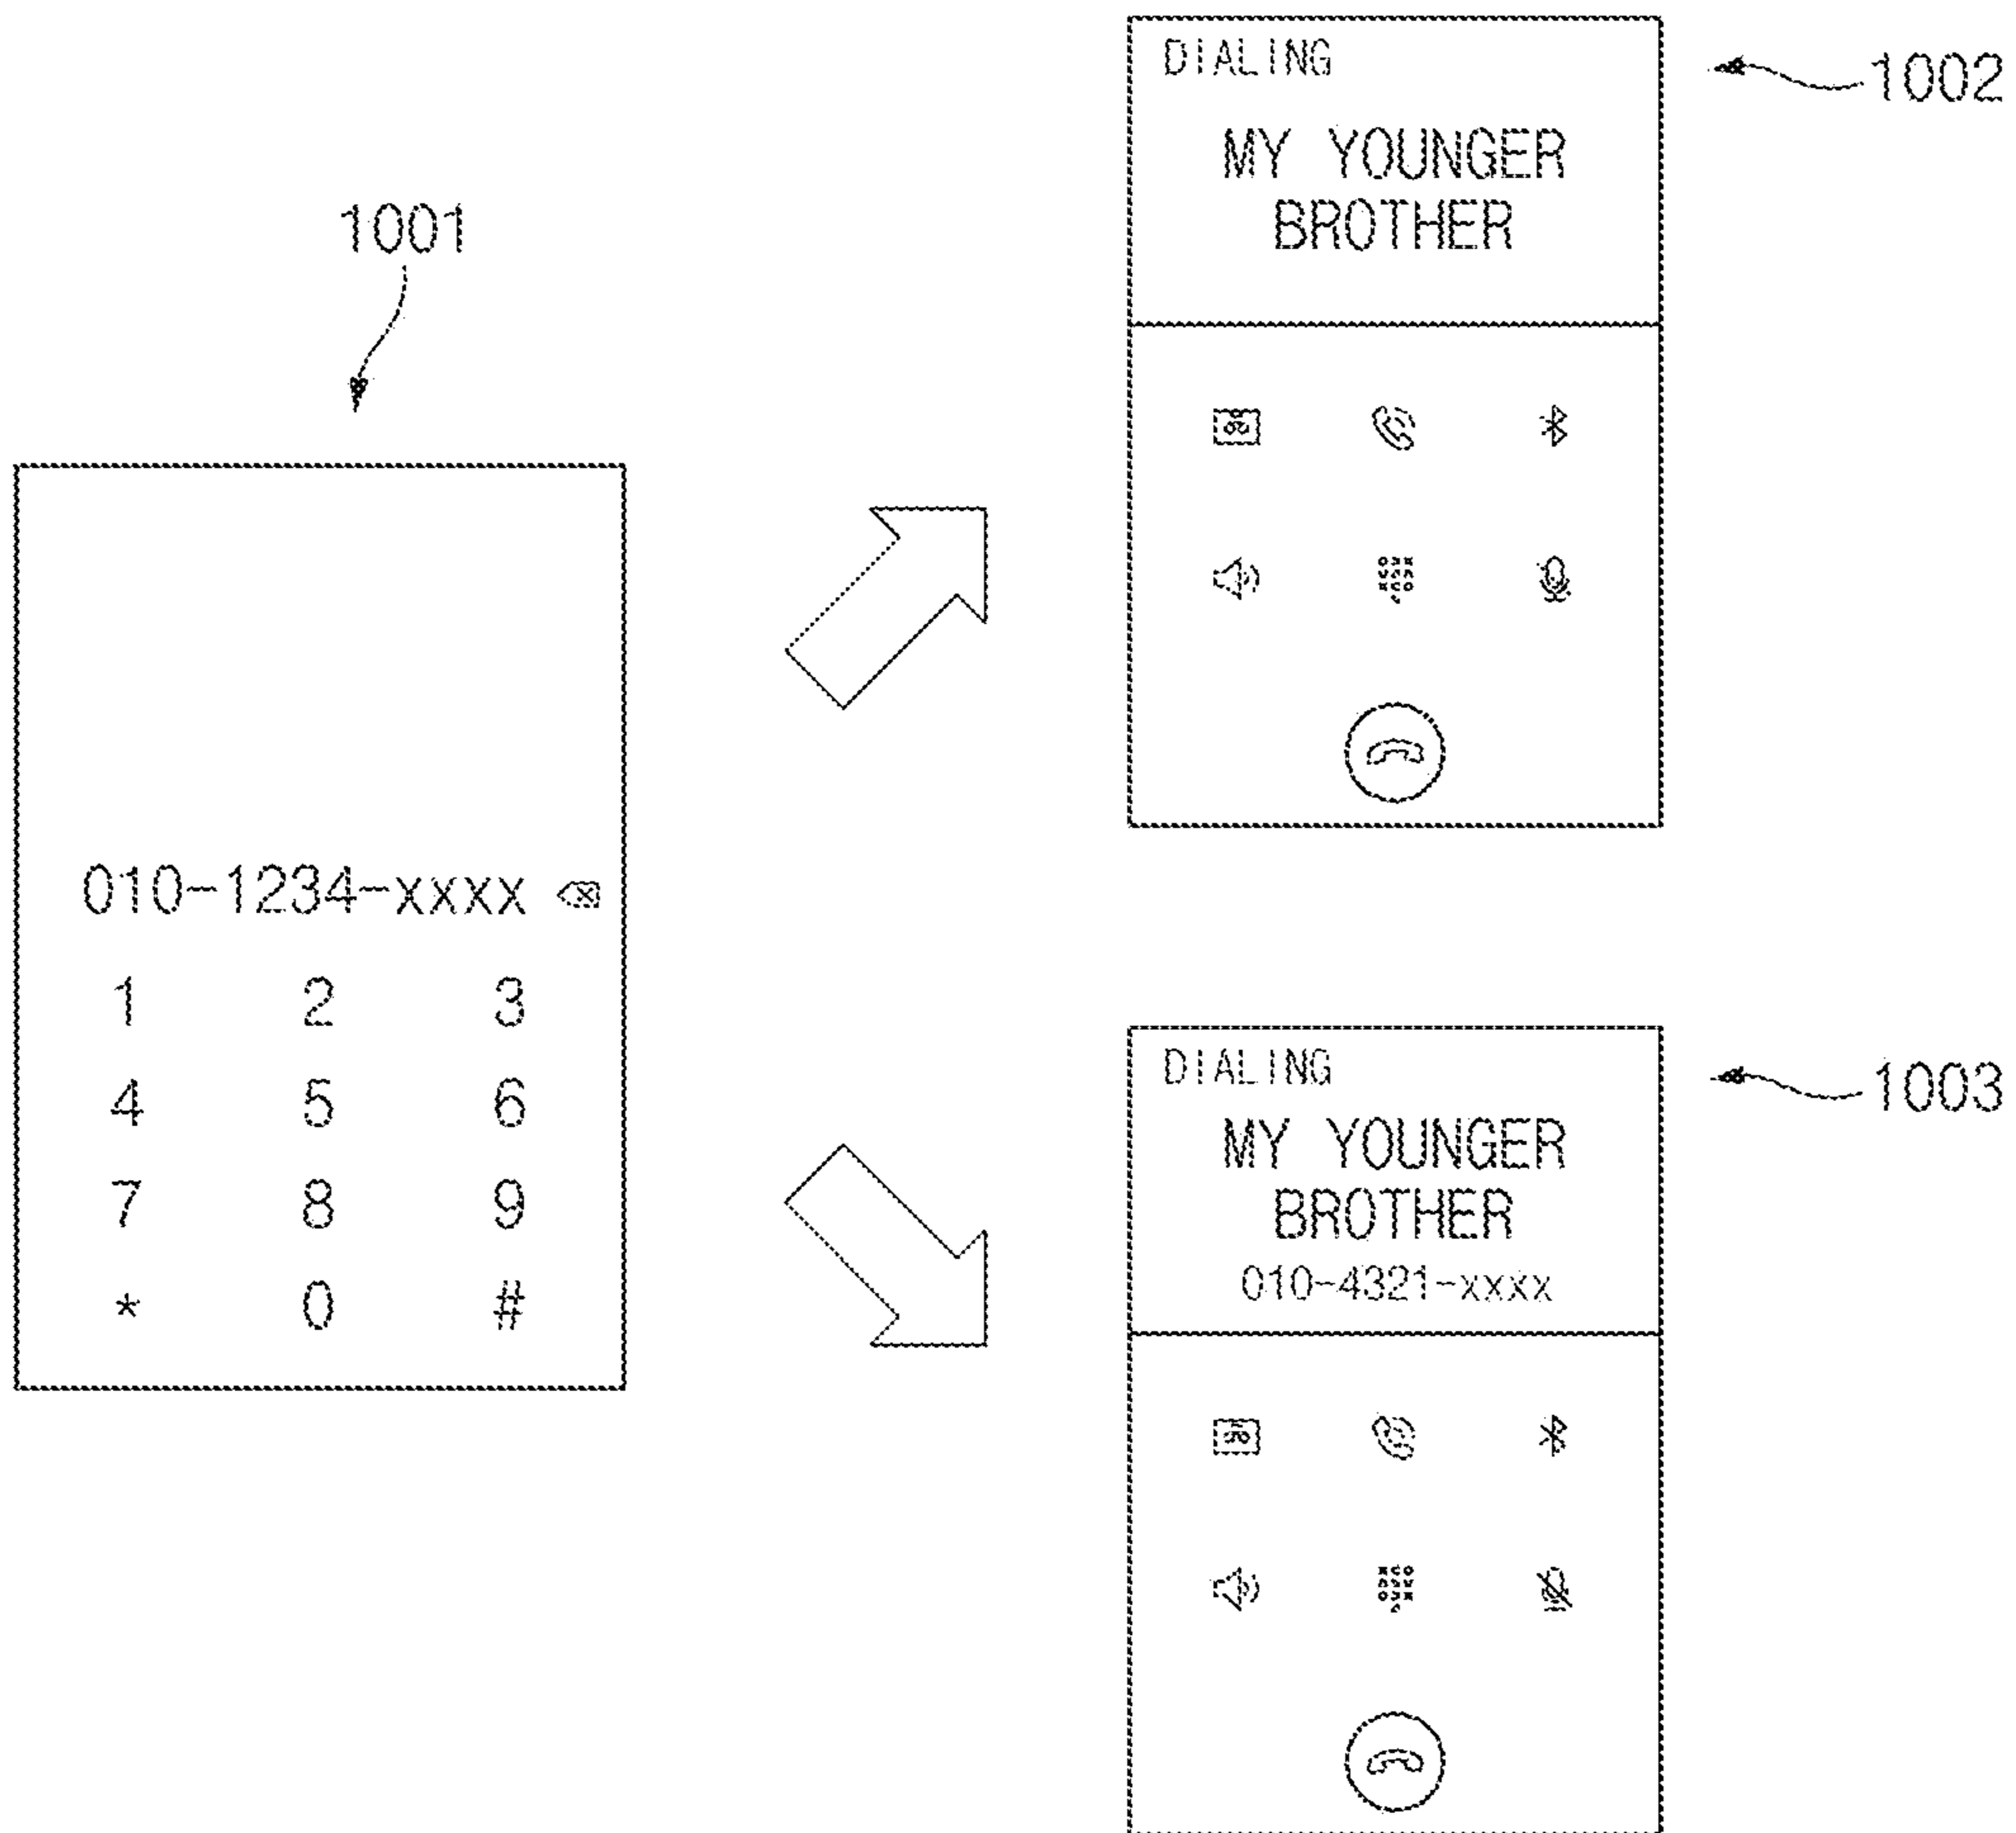 1001
010-1234-xxxx
1 2 3
4 5 6
7 8 9
* 0 #
DIALING
1002
MY YOUNGER
BROTHER
DIALING
1003
MY YOUNGER
BROTHER
010-4321-xxxx